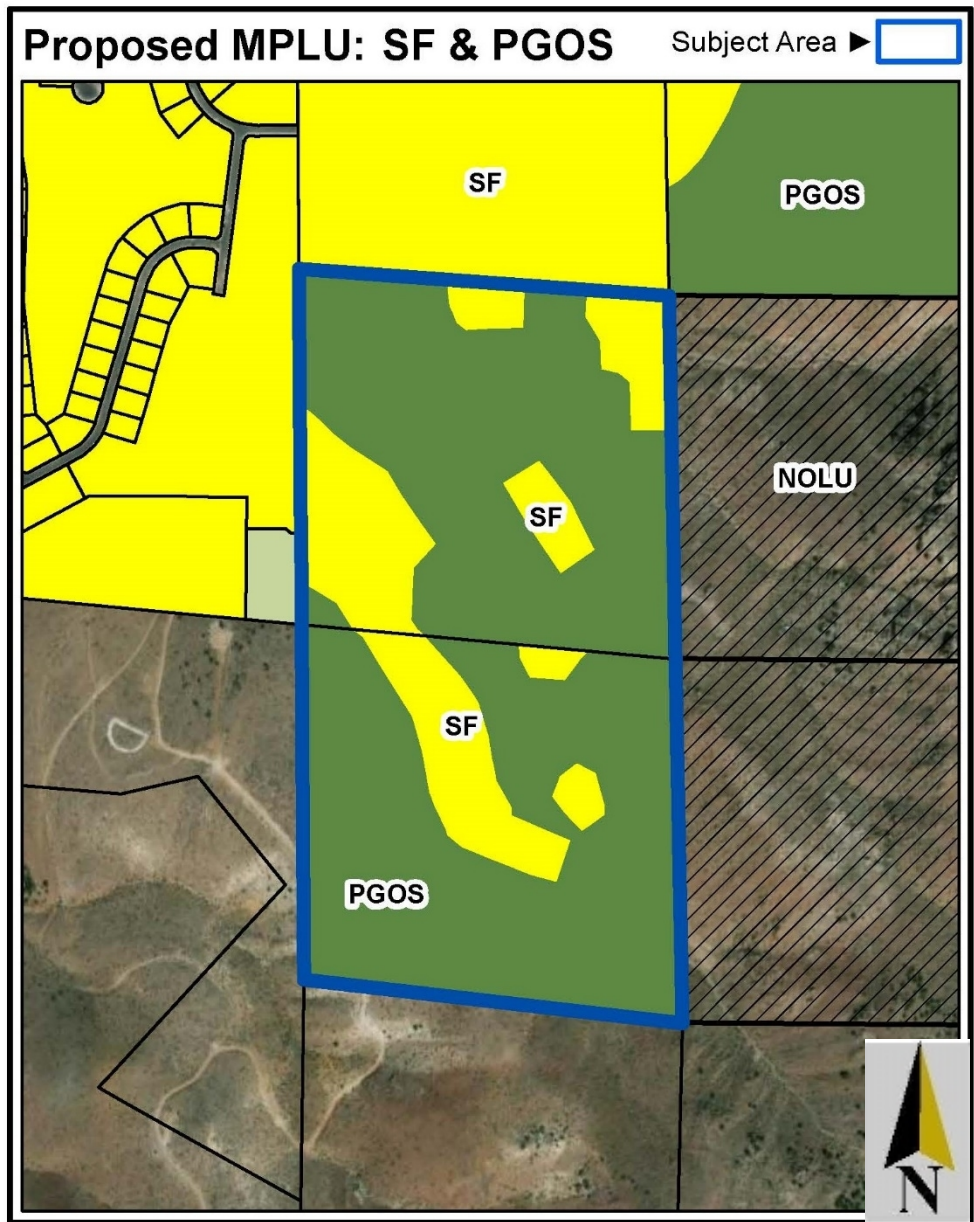 Proposed MPLU: SF & PGOS
Subject Area ►
SF
PGOS
NOLU
SF
SF
PGOS
N